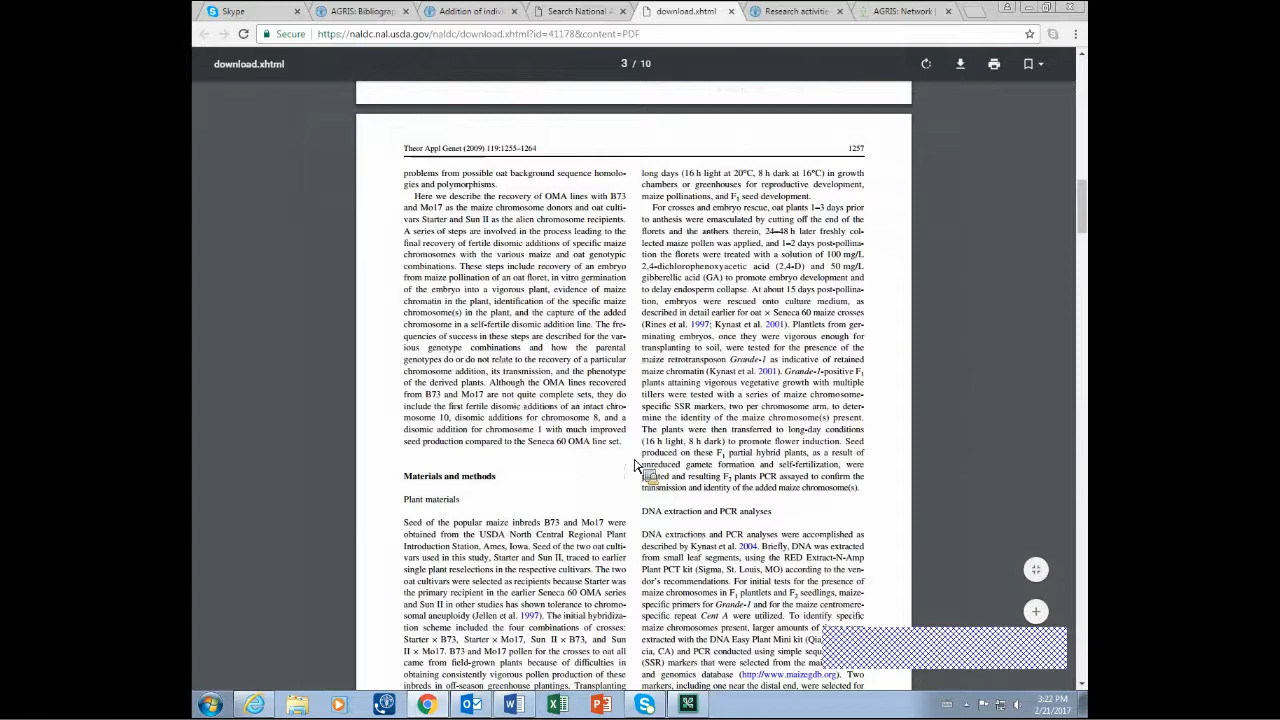 Skype
AGRIS: Bibliograp
Addition of indivi
Search National A
download.xhtml
Research activitie
AGRIS: Network |
Secure
https://naldc.nal.usda.gov/naldc/download.xhtml?id=41178&content=PDF
download.xhtml
3 / 10
Theor Appl Genet (2009) 119:1255–1264
1257
problems from possible oat background sequence homolo-
gies and polymorphisms.
Here we describe the recovery of OMA lines with B73
and Mo17 as the maize chromosome donors and oat culti-
vars Starter and Sun II as the alien chromosome recipients.
A series of steps are involved in the process leading to the
final recovery of fertile disomic additions of specific maize
chromosomes with the various maize and oat genotypic
combinations. These steps include recovery of an embryo
from maize pollination of an oat floret, in vitro germination
of the embryo into a vigorous plant, evidence of maize
chromatin in the plant, identification of the specific maize
chromosome(s) in the plant, and the capture of the added
chromosome in a self-fertile disomic addition line. The fre-
quencies of success in these steps are described for the var-
ious genotype combinations and how the parental
genotypes do or do not relate to the recovery of a particular
chromosome addition, its transmission, and the phenotype
of the derived plants. Although the OMA lines recovered
from B73 and Mo17 are not quite complete sets, they do
include the first fertile disomic additions of an intact chro-
mosome 10, disomic additions for chromosome 8, and a
disomic addition for chromosome 1 with much improved
seed production compared to the Seneca 60 OMA line set.
Materials and methods
Plant materials
Seed of the popular maize inbreds B73 and Mo17 were
obtained from the USDA North Central Regional Plant
Introduction Station, Ames, Iowa. Seed of the two oat culti-
vars used in this study, Starter and Sun II, traced to earlier
single plant reselections in the respective cultivars. The two
oat cultivars were selected as recipients because Starter was
the primary recipient in the earlier Seneca 60 OMA series
and Sun II in other studies has shown tolerance to chromo-
somal aneuploidy (Jellen et al. 1997). The initial hybridiza-
tion scheme included the four combinations of crosses:
Starter × B73, Starter × Mo17, Sun II × B73, and Sun
II × Mo17. B73 and Mo17 pollen for the crosses to oat all
came from field-grown plants because of difficulties in
obtaining consistently vigorous pollen production of these
inbreds in off-season greenhouse plantings. Transplanting
long days (16 h light at 20°C, 8 h dark at 16°C) in growth
chambers or greenhouses for reproductive development,
maize pollinations, and F1 seed development.
For crosses and embryo rescue, oat plants 1–3 days prior
to anthesis were emasculated by cutting off the end of the
florets and the anthers therein, 24–48 h later freshly col-
lected maize pollen was applied, and 1–2 days post-pollina-
tion the florets were treated with a solution of 100 mg/L
2,4-dichlorophenoxyacetic acid (2,4-D) and 50 mg/L
gibberellic acid (GA) to promote embryo development and
to delay endosperm collapse. At about 15 days post-pollina-
tion, embryos were rescued onto culture medium, as
described in detail earlier for oat × Seneca 60 maize crosses
(Rines et al. 1997; Kynast et al. 2001). Plantlets from ger-
minating embryos, once they were vigorous enough for
transplanting to soil, were tested for the presence of the
maize retrotransposon Grande-1 as indicative of retained
maize chromatin (Kynast et al. 2001). Grande-1-positive F1
plants attaining vigorous vegetative growth with multiple
tillers were tested with a series of maize chromosome-
specific SSR markers, two per chromosome arm, to deter-
mine the identity of the maize chromosome(s) present.
The plants were then transferred to long-day conditions
(16 h light, 8 h dark) to promote flower induction. Seed
produced on these F1 partial hybrid plants, as a result of
unreduced gamete formation and self-fertilization, were
and resulting F2 plants PCR assayed to confirm the
transmission and identity of the added maize chromosome(s).
DNA extraction and PCR analyses
DNA extractions and PCR analyses were accomplished as
described by Kynast et al. 2004. Briefly, DNA was extracted
from small leaf segments, using the RED Extract-N-Amp
Plant PCT kit (Sigma, St. Louis, MO) according to the ven-
dor's recommendations. For initial tests for the presence of
maize chromosomes in F1 plantlets and F2 seedlings, maize-
specific primers for Grande-1 and for the maize centromere-
specific repeat Cent A were utilized. To identify specific
maize chromosomes present, larger amounts of
extracted with the DNA Easy Plant Mini kit (Qia
cia, CA) and PCR conducted using simple sequ
(SSR) markers that were selected from the mai
and genomics database (http://www.maizegdb.org). Two
markers, including one near the distal end, were selected for
3:22 PM
2/21/2017